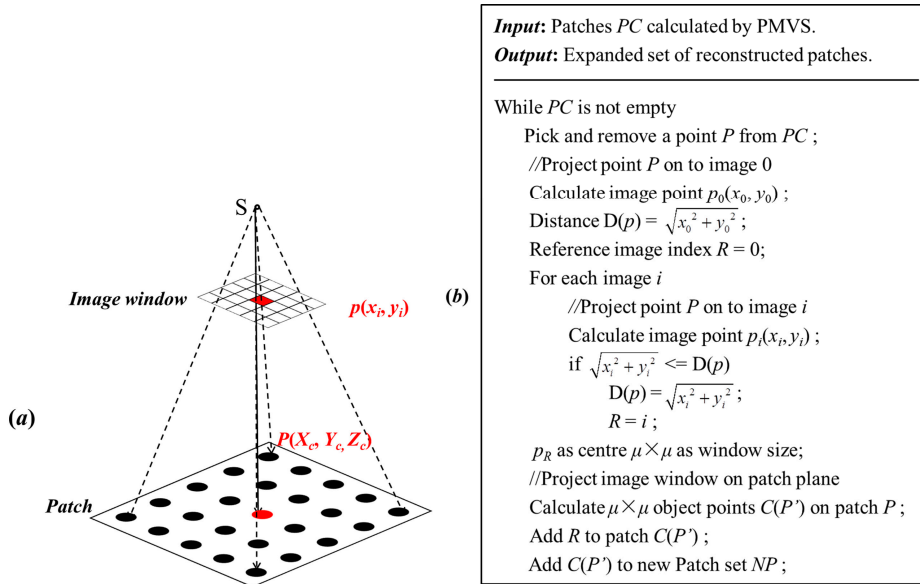 S
Image window
p(xᵢ, yᵢ)
(a)
P(X_c, Y_c, Z_c)
Patch
(b)
Input: Patches PC calculated by PMVS.
Output: Expanded set of reconstructed patches.
While PC is not empty
Pick and remove a point P from PC ;
//Project point P on to image 0
Calculate image point p₀(x₀, y₀) ;
Distance D(p) = √(x₀² + y₀²) ;
Reference image index R = 0;
For each image i
//Project point P on to image i
Calculate image point pᵢ(xᵢ, yᵢ) ;
if √(xᵢ² + yᵢ²) <= D(p)
D(p) = √(xᵢ² + yᵢ²) ;
R = i ;
p_R as centre μ×μ as window size;
//Project image window on patch plane
Calculate μ×μ object points C(P') on patch P ;
Add R to patch C(P') ;
Add C(P') to new Patch set NP ;